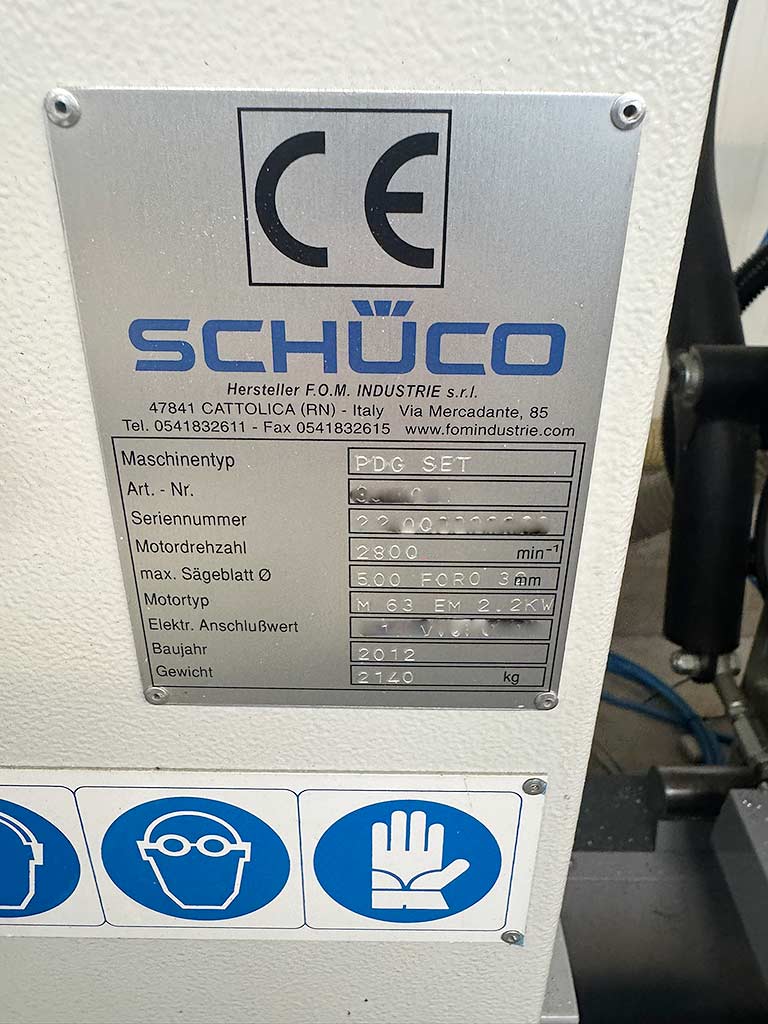 CE
SCHÜCO
Hersteller F.O.M. INDUSTRIE s.r.l.
47841 CATTOLICA (RN) - Italy Via Mercadante, 85
Tel. 0541832611 - Fax 0541832615 www.fomindustrie.com
Maschinentyp PDG SET
Art. - Nr.
Seriennummer
Motordrehzahl 2800 min⁻¹
max. Sägeblatt Ø 500 FORO mm
Motortyp M 63 EM 2.2KW
Elektr. Anschlußwert
Baujahr 2012
Gewicht 2140 kg